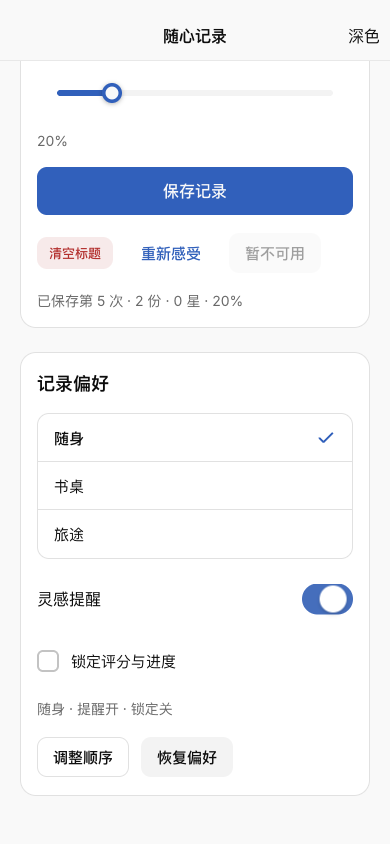 随心记录
深色
20%
保存记录
清空标题
重新感受
暂不可用
已保存第 5 次 · 2 份 · 0 星 · 20%
记录偏好
随身
书桌
旅途
灵感提醒
锁定评分与进度
随身 · 提醒开 · 锁定关
调整顺序
恢复偏好